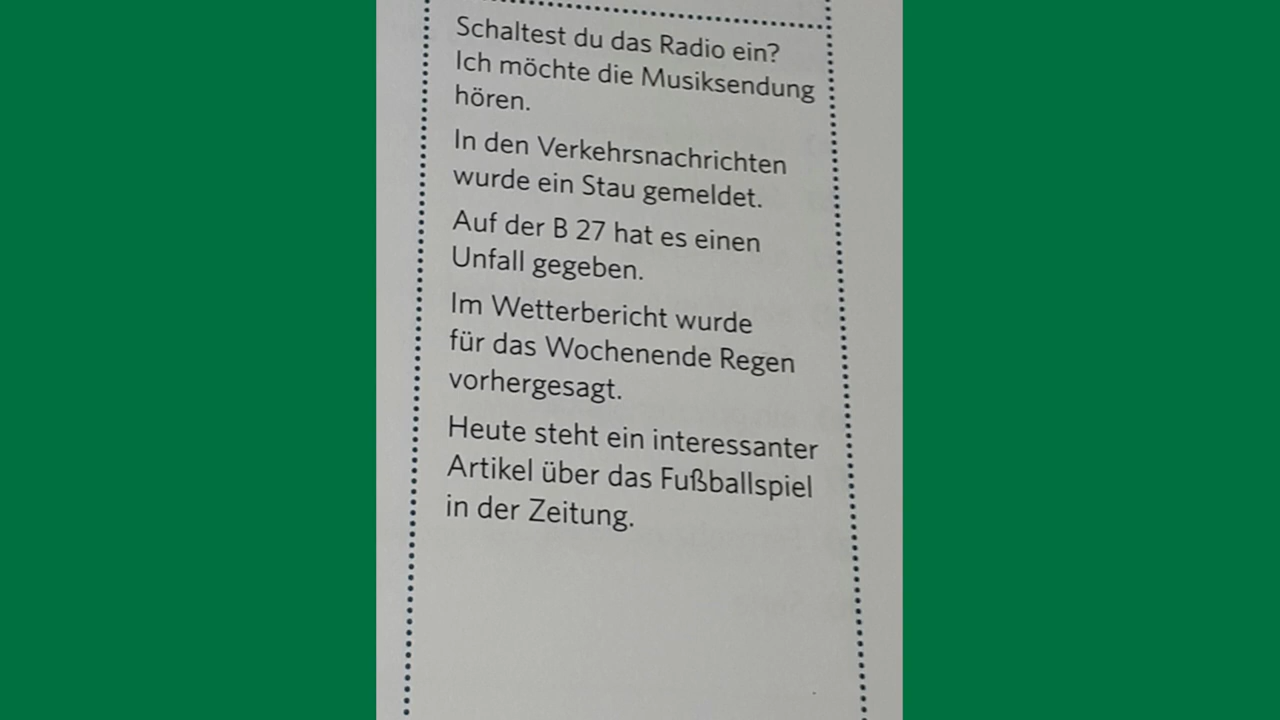 Schaltest du das Radio ein?
Ich möchte die Musiksendung
hören.
In den Verkehrsnachrichten
wurde ein Stau gemeldet.
Auf der B 27 hat es einen
Unfall gegeben.
Im Wetterbericht wurde
für das Wochenende Regen
vorhergesagt.
Heute steht ein interessanter
Artikel über das Fußballspiel
in der Zeitung.